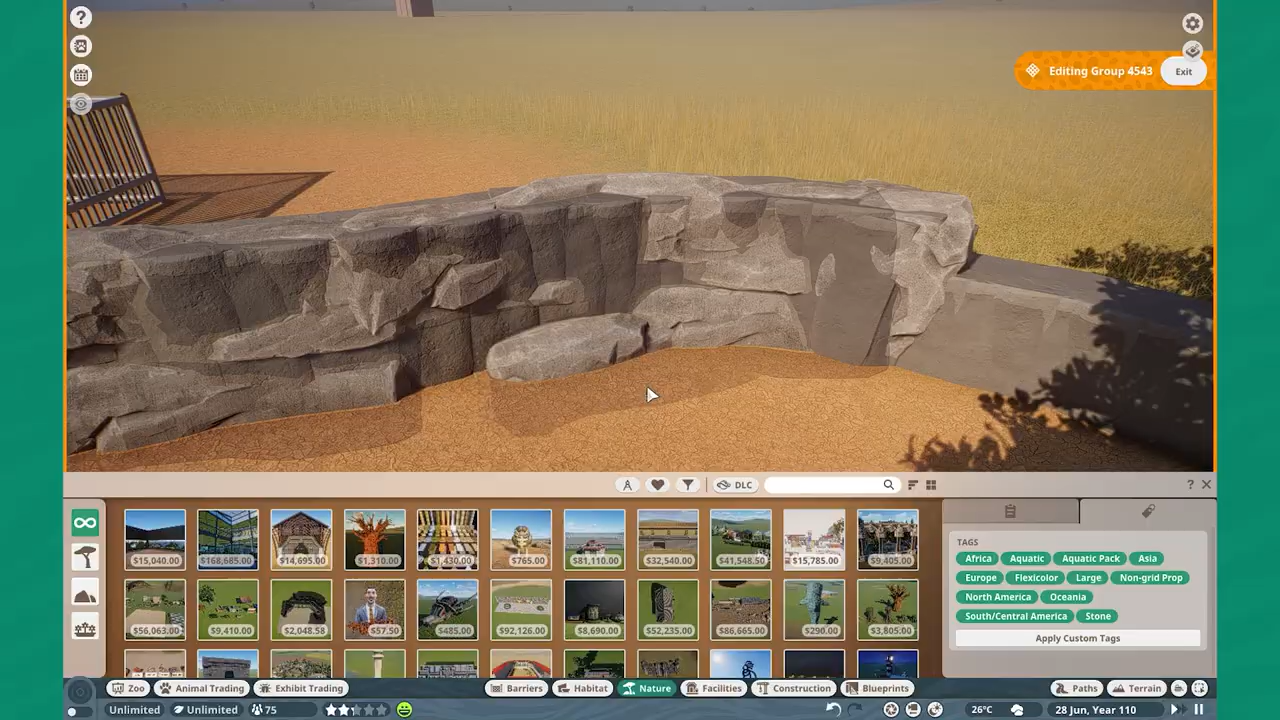 ?
Editing Group 4543
Exit
DLC
?
$15,040.00
$168,685.00
$14,695.00
$1,310.00
$1,430.00
$765.00
$81,110.00
$32,540.00
$41,548.50
$15,785.00
$9,405.00
$56,063.00
$9,410.00
$2,048.58
$57.50
$485.00
$92,126.00
$8,690.00
$52,235.00
$86,665.00
$290.00
$3,805.00
TAGS
Africa Aquatic Aquatic Pack Asia
Europe Flexicolor Large Non-grid Prop
North America Oceania
South/Central America Stone
Apply Custom Tags
Zoo Animal Trading Exhibit Trading Barriers Habitat Nature Facilities Construction Blueprints Paths Terrain
Unlimited Unlimited 75 26°C 28 Jun, Year 110